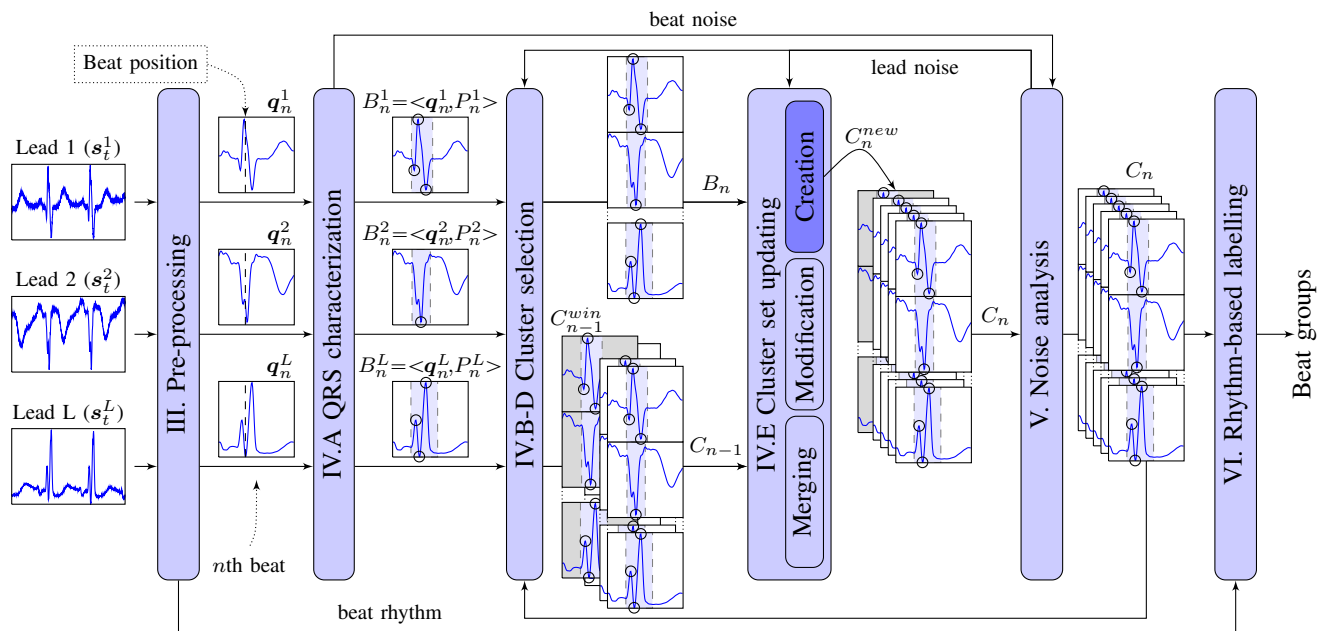 beat noise
Beat position
lead noise
q_n^1
B_n^1=<q_n^1,P_n^1>
Lead 1 (s_t^1)
C_n^{new}
B_n
C_n
q_n^2
B_n^2=<q_n^2,P_n^2>
Lead 2 (s_t^2)
C_{n-1}^{win}
C_n
q_n^L
B_n^L=<q_n^L,P_n^L>
Lead L (s_t^L)
C_{n-1}
III. Pre-processing
IV.A QRS characterization
IV.B-D Cluster selection
IV.E Cluster set updating
Creation
Modification
Merging
V. Noise analysis
VI. Rhythm-based labelling
Beat groups
nth beat
beat rhythm